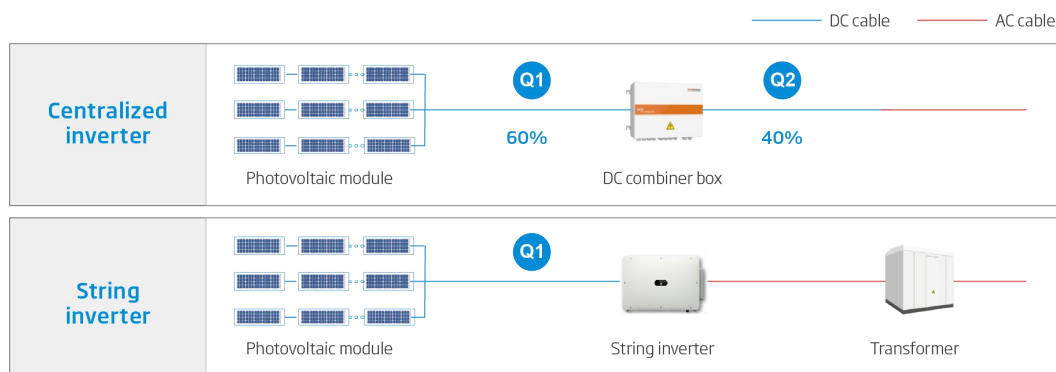 DC cable
AC cable
Centralized
inverter
Q1
Q2
60%
40%
Photovoltaic module
DC combiner box
String
inverter
Q1
Photovoltaic module
String inverter
Transformer